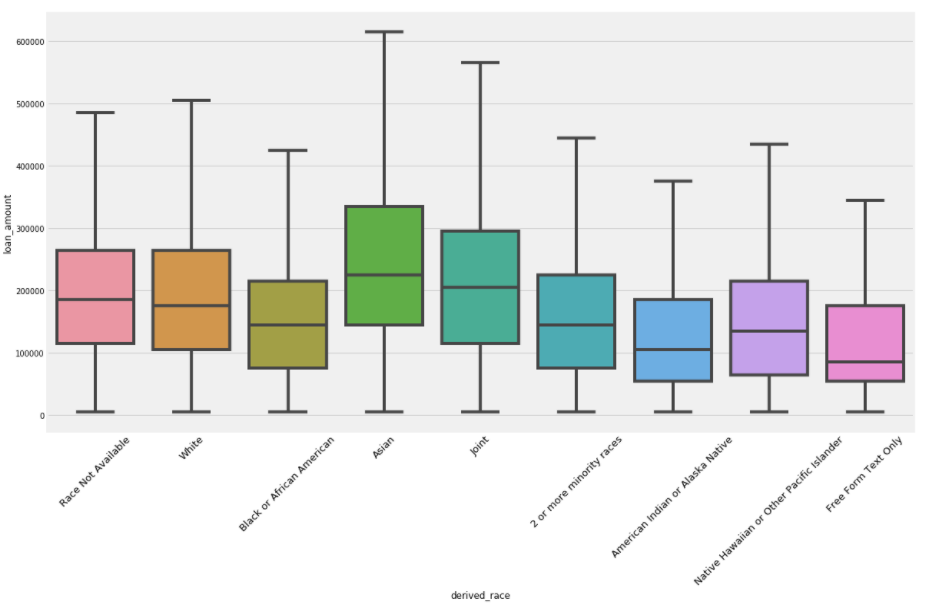 600000
500000
400000
300000
200000
100000
0
loan_amount
Race Not Available
White
Black or African American
Asian
Joint
2 or more minority races
American Indian or Alaska Native
Native Hawaiian or Other Pacific Islander
Free Form Text Only
derived_race